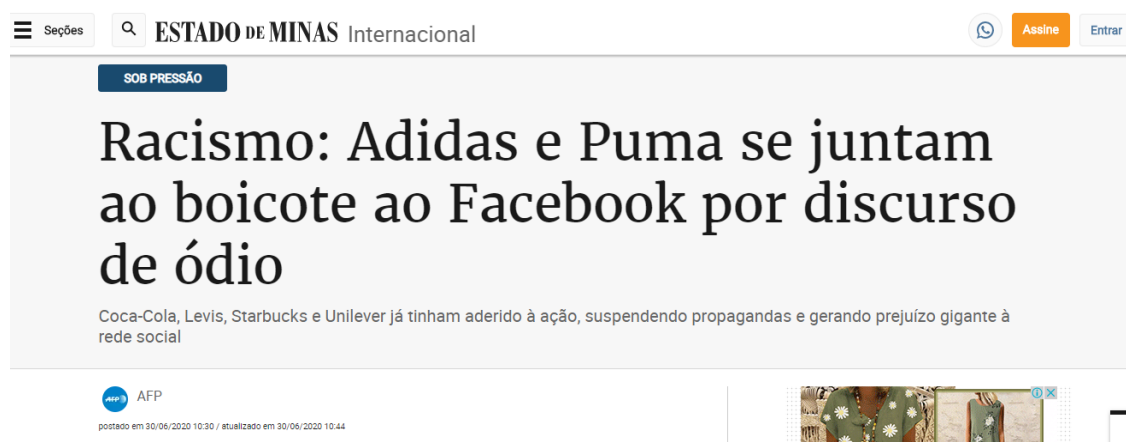 Seções
ESTADO DE MINAS Internacional
Assine
Entrar
SOB PRESSÃO
Racismo: Adidas e Puma se juntam
ao boicote ao Facebook por discurso
de ódio
Coca-Cola, Levis, Starbucks e Unilever já tinham aderido à ação, suspendendo propagandas e gerando prejuízo gigante à
rede social
AFP
AFP
postado em 30/06/2020 10:30 / atualizado em 30/06/2020 10:44